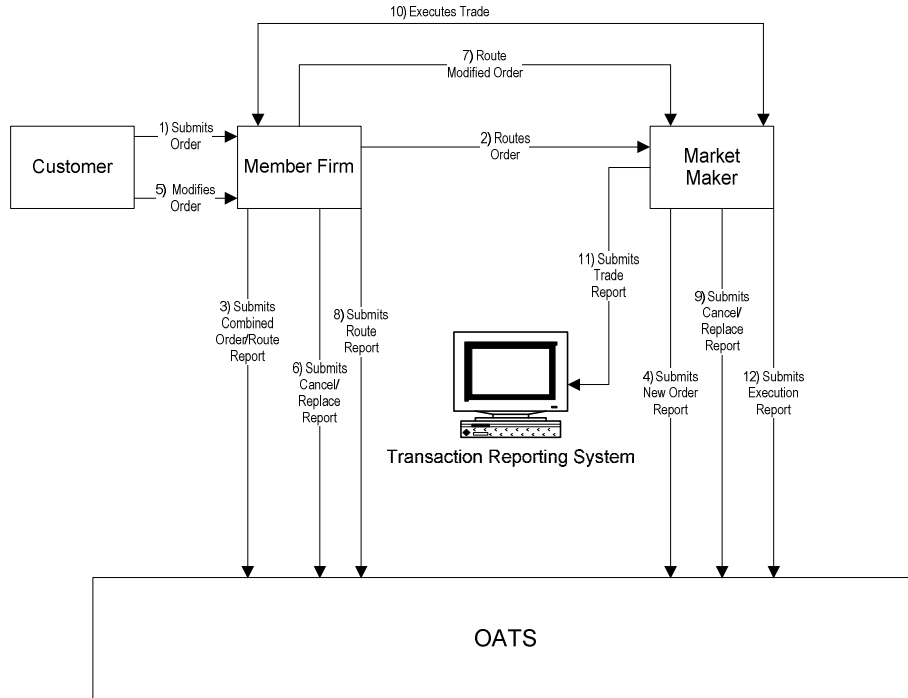 10) Executes Trade
7) Route
Modified Order
1) Submits
Order
2) Routes
Order
Customer
Member Firm
Market
Maker
5) Modifies
Order
11) Submits
Trade
Report
3) Submits
Combined
Order/Route
Report
8) Submits
Route
Report
9) Submits
Cancel/
Replace Report
6) Submits
Cancel/
Replace Report
4) Submits
New Order
Report
12) Submits
Execution
Report
Transaction Reporting System
OATS